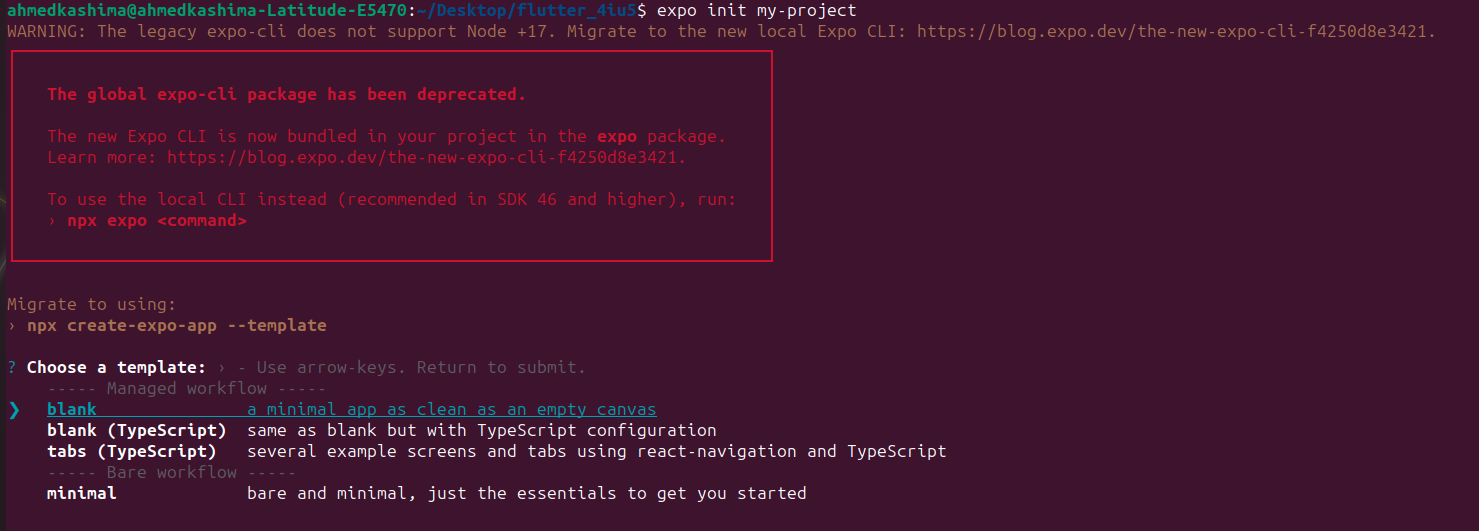 ahmedkashima@ahmedkashima-Latitude-E5470:~/Desktop/flutter_4iu5$ expo init my-project
WARNING: The legacy expo-cli does not support Node +17. Migrate to the new local Expo CLI: https://blog.expo.dev/the-new-expo-cli-f4250d8e3421.
The global expo-cli package has been deprecated.
The new Expo CLI is now bundled in your project in the expo package.
Learn more: https://blog.expo.dev/the-new-expo-cli-f4250d8e3421.
To use the local CLI instead (recommended in SDK 46 and higher), run:
› npx expo <command>
Migrate to using:
› npx create-expo-app --template
? Choose a template: › - Use arrow-keys. Return to submit.
----- Managed workflow -----
❯ blank a minimal app as clean as an empty canvas
blank (TypeScript) same as blank but with TypeScript configuration
tabs (TypeScript) several example screens and tabs using react-navigation and TypeScript
----- Bare workflow -----
minimal bare and minimal, just the essentials to get you started